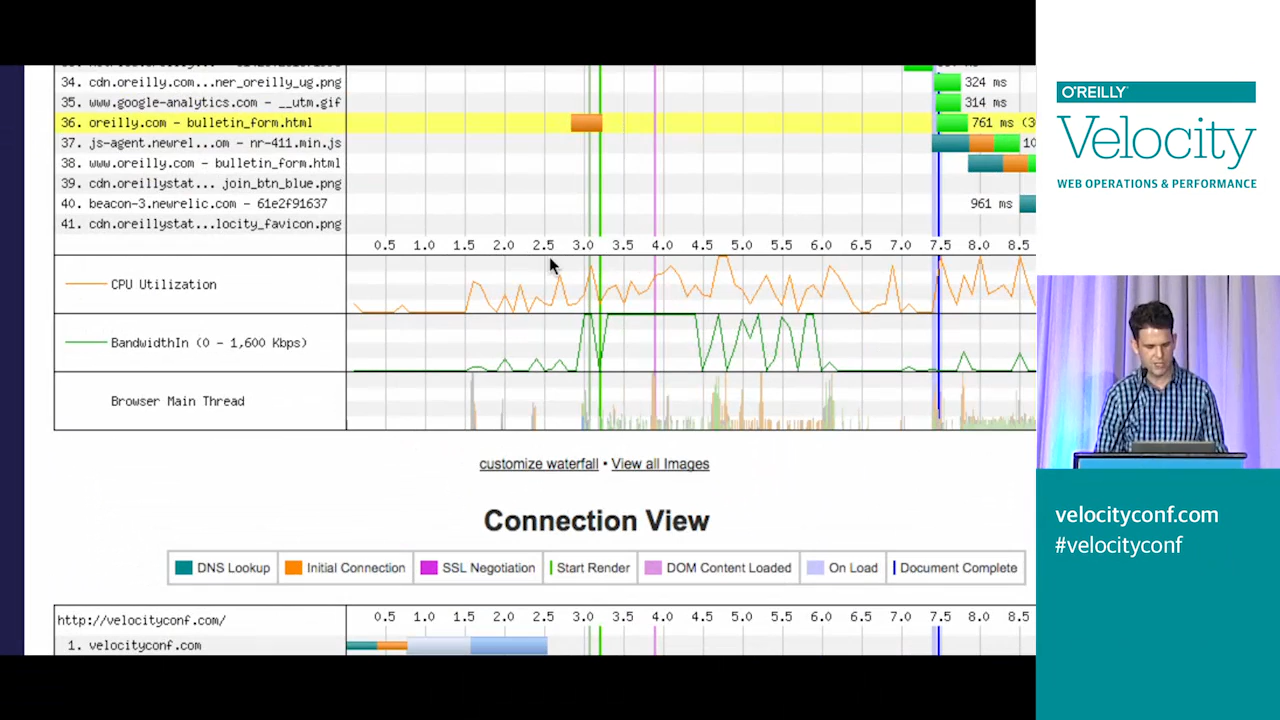 34. cdn.oreilly.com...ner_oreilly_ug.png 324 ms
35. www.google-analytics.com - __utm.gif 314 ms
36. oreilly.com - bulletin_form.html 761 ms (3
37. js-agent.newrel...om - nr-411.min.js 10
38. www.oreilly.com - bulletin_form.html
39. cdn.oreillystat... join_btn_blue.png
40. beacon-3.newrelic.com - 61e2f91637 961 ms
41. cdn.oreillystat...locity_favicon.png
0.5 1.0 1.5 2.0 2.5 3.0 3.5 4.0 4.5 5.0 5.5 6.0 6.5 7.0 7.5 8.0 8.5
CPU Utilization
BandwidthIn (0 - 1,600 Kbps)
Browser Main Thread
customize waterfall • View all Images
Connection View
DNS Lookup Initial Connection SSL Negotiation Start Render DOM Content Loaded On Load Document Complete
http://velocityconf.com/ 0.5 1.0 1.5 2.0 2.5 3.0 3.5 4.0 4.5 5.0 5.5 6.0 6.5 7.0 7.5 8.0 8.5
1. velocityconf.com
O'REILLY
Velocity
WEB OPERATIONS & PERFORMANCE
velocityconf.com
#velocityconf